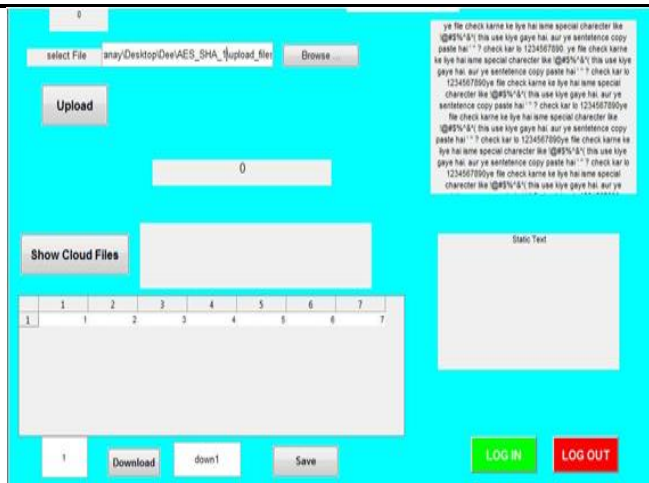 0
select File
anay\Desktop\Dee\AES_SHA_1\upload_files
Browse ...
Upload
0
Show Cloud Files
1 2 3 4 5 6 7
1 1 2 3 4 5 6 7
1
Download
down1
Save
ye file check karne ke liye hai isme special charecter like
\@#$%^&*( this use kiye gaye hai. aur ye sentetence copy
paste hai ' " ? check kar lo 1234567890. ye file check karne
ke liye hai isme special charecter like \@#$%^&*( this use kiye
gaye hai. aur ye sentetence copy paste hai ' " ? check kar lo
1234567890ye file check karne ke liye hai isme special
charecter like \@#$%^&*( this use kiye gaye hai. aur ye
sentetence copy paste hai ' " ? check kar lo 1234567890ye
file check karne ke liye hai isme special charecter like
\@#$%^&*( this use kiye gaye hai. aur ye sentetence copy
paste hai ' " ? check kar lo 1234567890ye file check karne ke
liye hai isme special charecter like \@#$%^&*( this use kiye
gaye hai. aur ye sentetence copy paste hai ' " ? check kar lo
1234567890ye file check karne ke liye hai isme special
charecter like \@#$%^&*( this use kiye gaye hai. aur ye
Static Text
LOG IN
LOG OUT